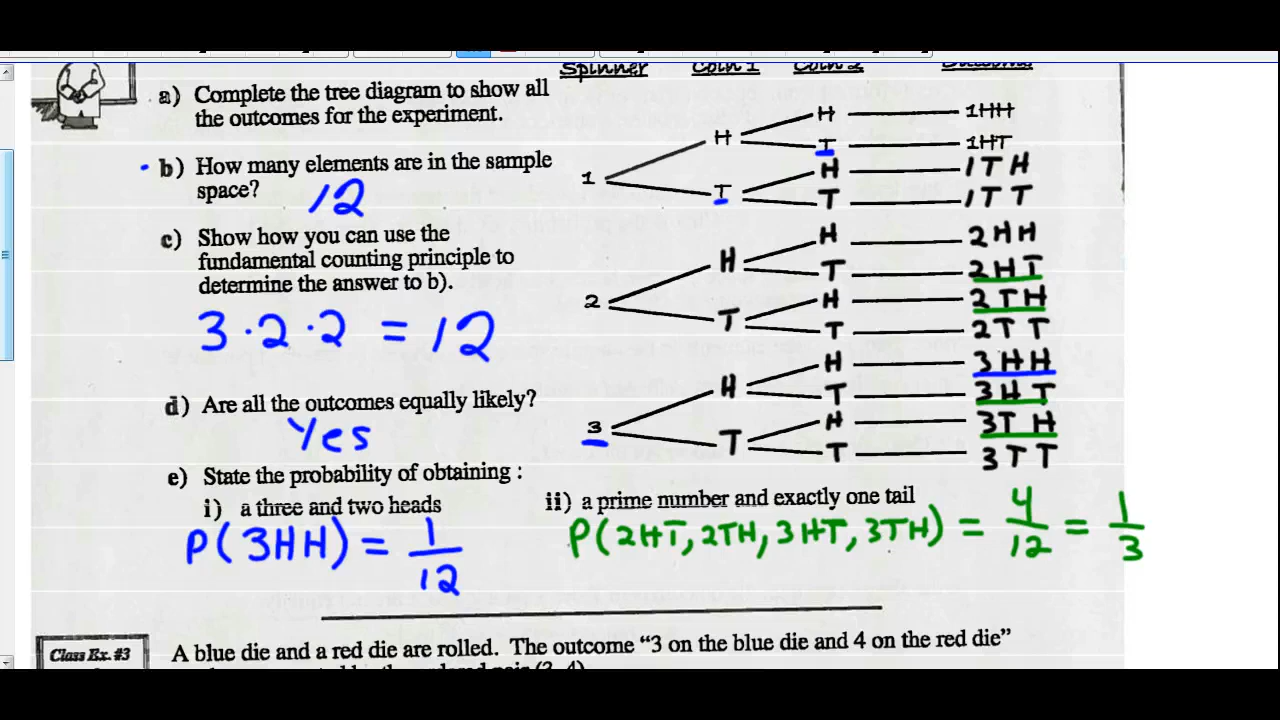 Spinner Coin 1 Coin 2 Outcome
a) Complete the tree diagram to show all
the outcomes for the experiment.
b) How many elements are in the sample
space? 12
c) Show how you can use the
fundamental counting principle to
determine the answer to b).
3 · 2 · 2 = 12
d) Are all the outcomes equally likely?
Yes
e) State the probability of obtaining :
i) a three and two heads
P(3HH) = 1/12
H H 1HH
T 1HT
1
T H 1TH
T 1TT
H H 2HH
T 2HT
2
T H 2TH
T 2TT
H H 3HH
T 3HT
3
T H 3TH
T 3TT
ii) a prime number and exactly one tail
P(2HT, 2TH, 3HT, 3TH) = 4/12 = 1/3
Class Ex. #3
A blue die and a red die are rolled. The outcome “3 on the blue die and 4 on the red die”